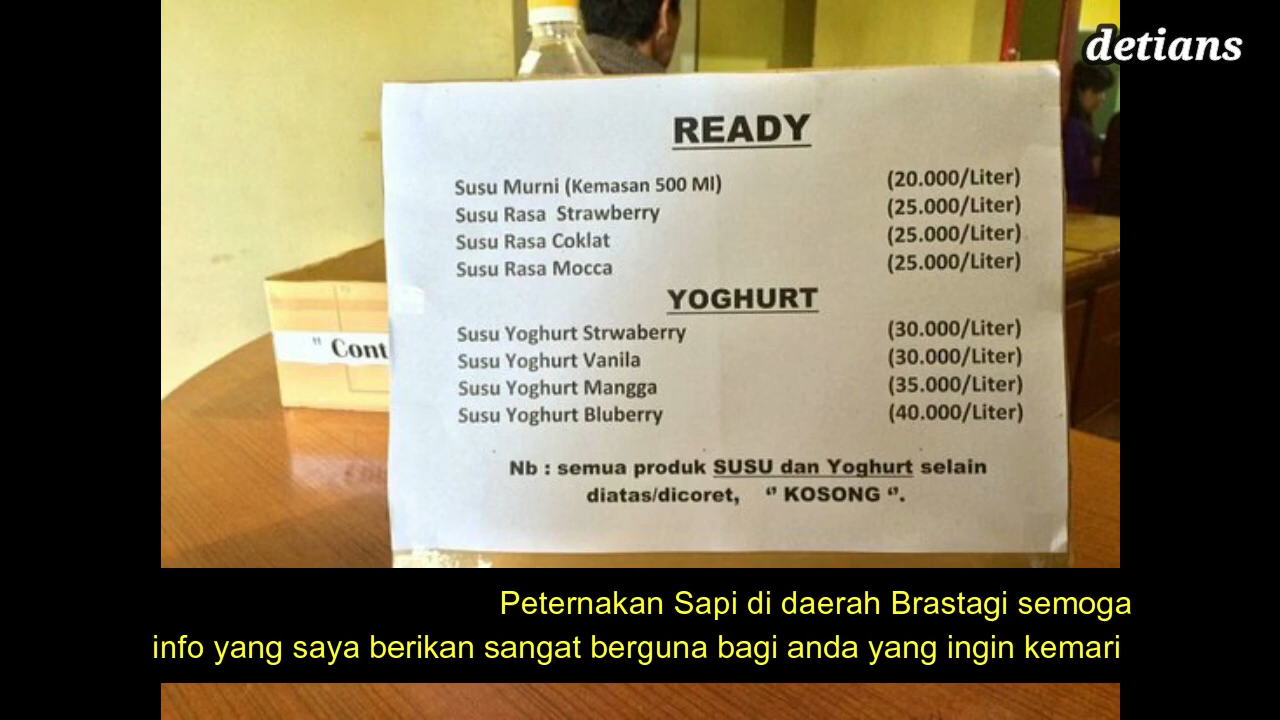 detians
READY
Susu Murni (Kemasan 500 Ml) (20.000/Liter)
Susu Rasa Strawberry (25.000/Liter)
Susu Rasa Coklat (25.000/Liter)
Susu Rasa Mocca (25.000/Liter)
YOGHURT
Susu Yoghurt Strwaberry (30.000/Liter)
Susu Yoghurt Vanila (30.000/Liter)
Susu Yoghurt Mangga (35.000/Liter)
Susu Yoghurt Bluberry (40.000/Liter)
Nb : semua produk SUSU dan Yoghurt selain
diatas/dicoret, “ KOSONG “.
" Cont
Peternakan Sapi di daerah Brastagi semoga
info yang saya berikan sangat berguna bagi anda yang ingin kemari